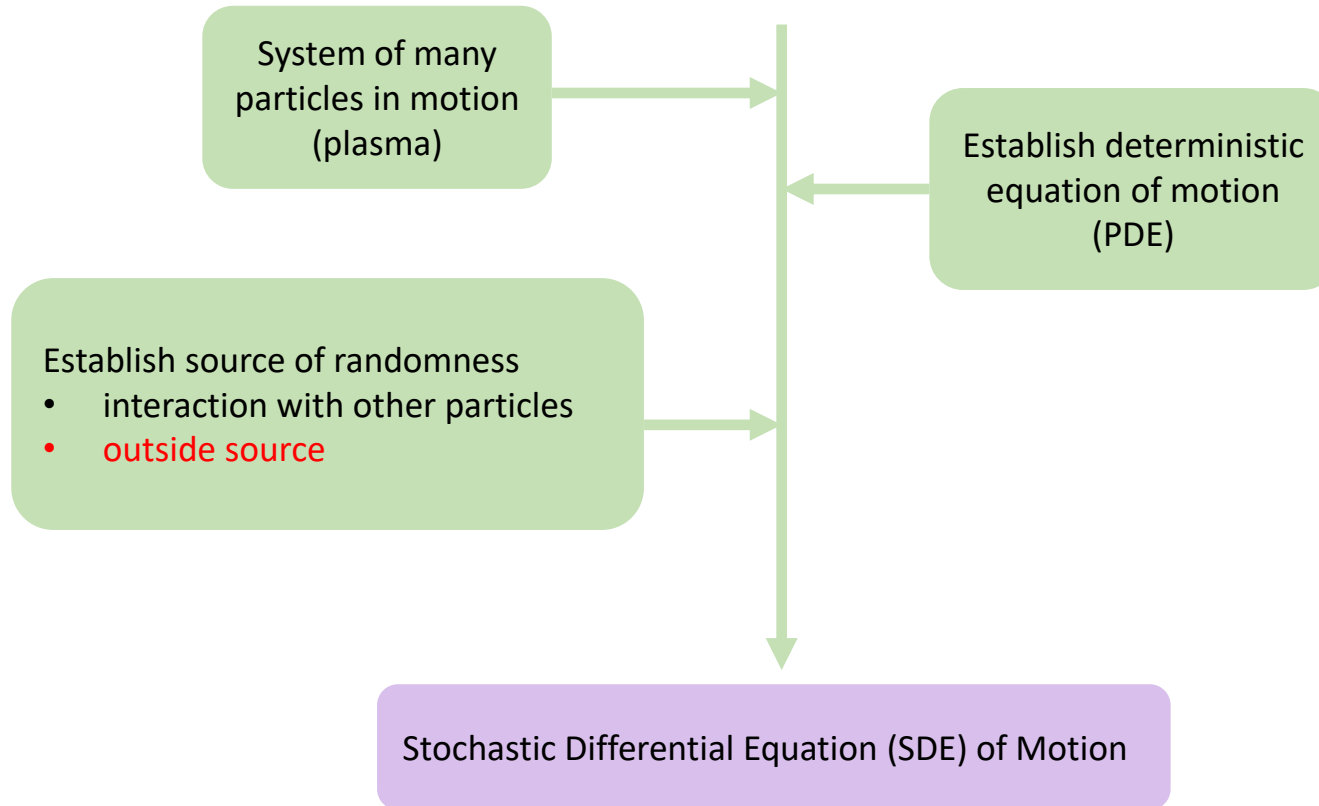 System of many
particles in motion
(plasma)
Establish deterministic
equation of motion
(PDE)
Establish source of randomness
• interaction with other particles
• outside source
Stochastic Differential Equation (SDE) of Motion